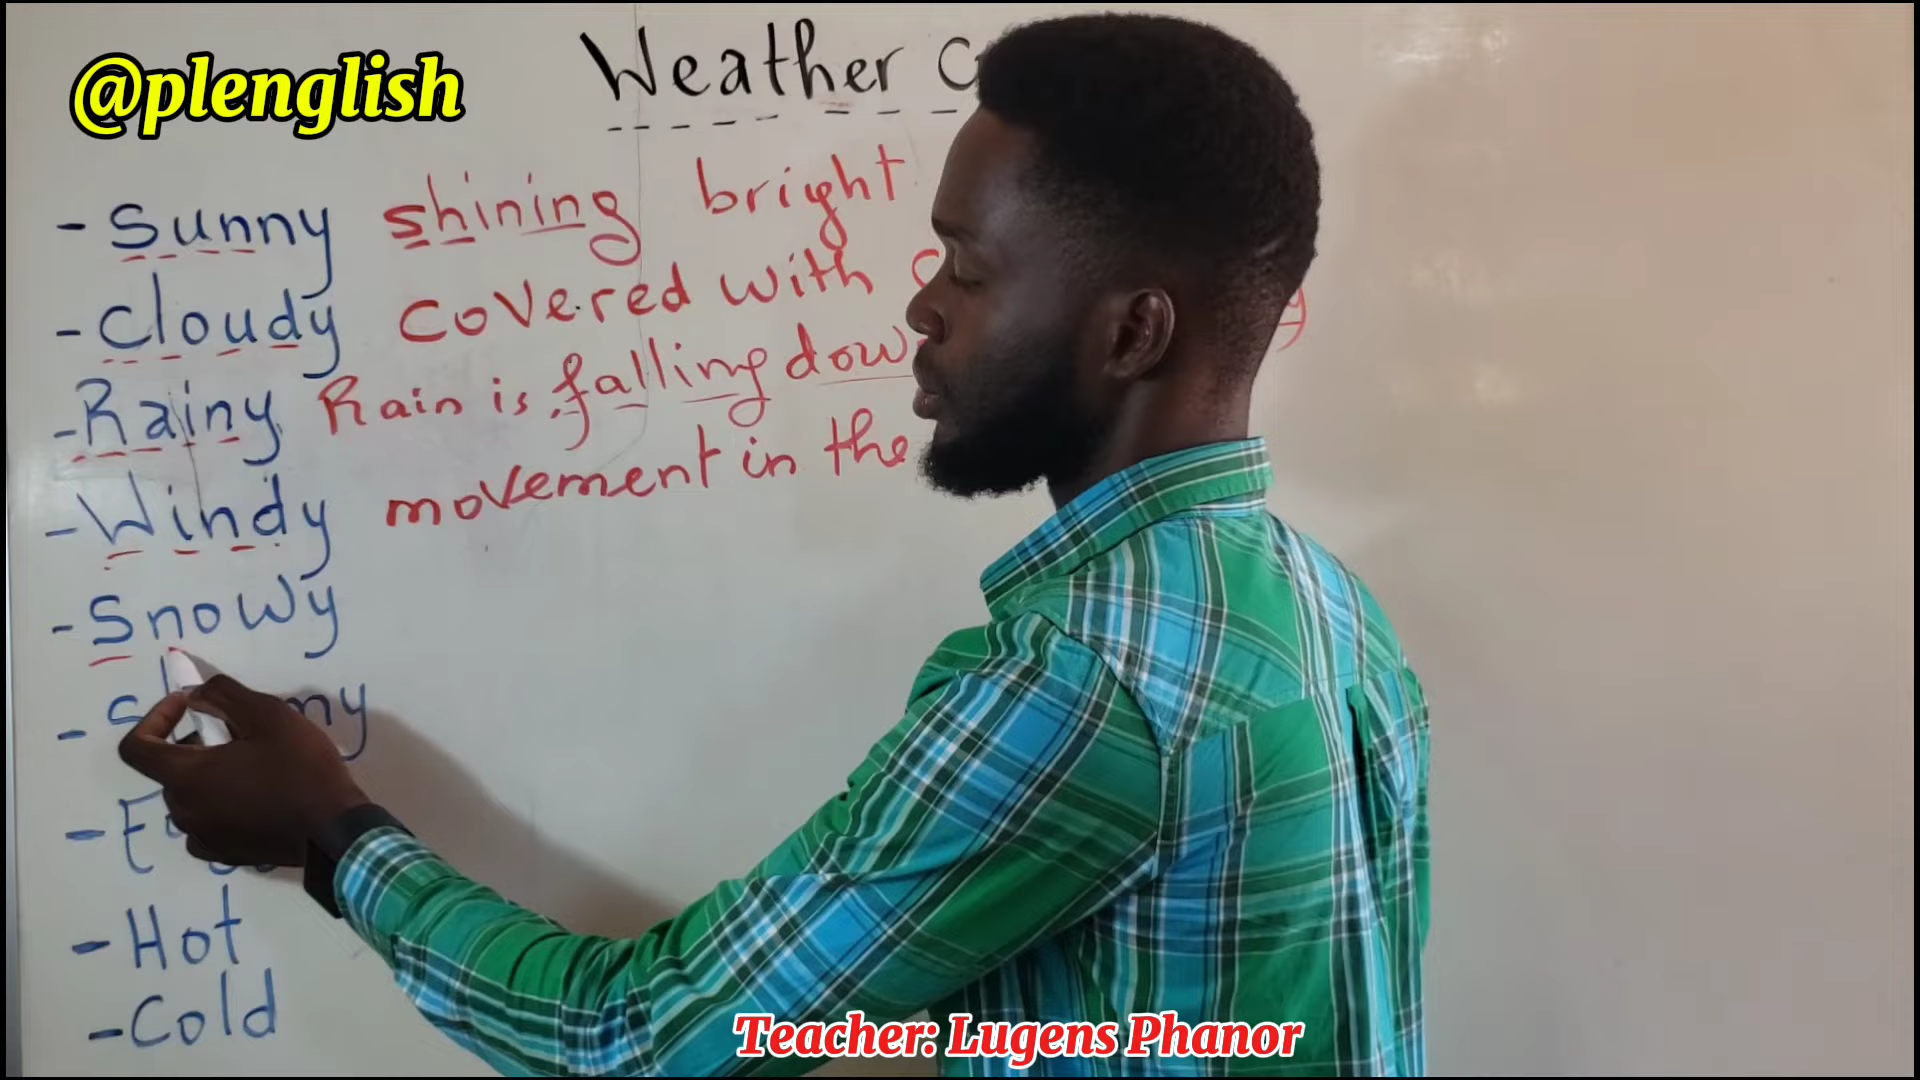 @plenglish
Weather
- Sunny shining bright
- Cloudy covered with
- Rainy Rain is falling down
- Windy movement in the
- Snowy
-
-
- Hot
- Cold
Teacher: Lugens Phanor